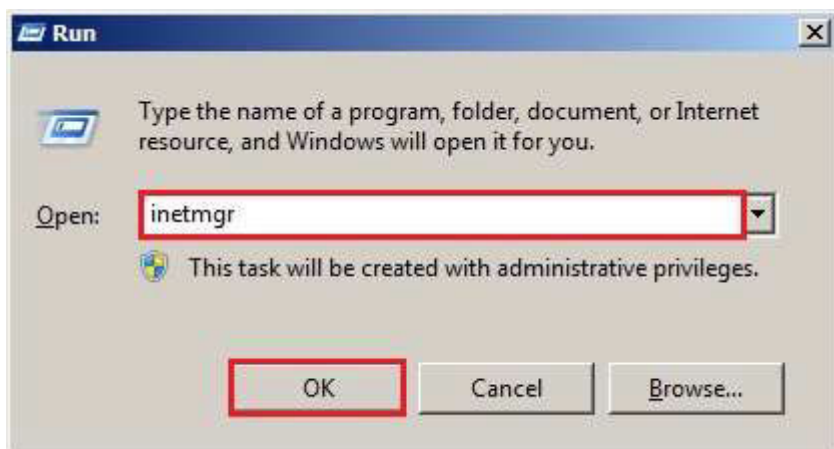 Run
Type the name of a program, folder, document, or Internet
resource, and Windows will open it for you.
Open: inetmgr
This task will be created with administrative privileges.
OK Cancel Browse...